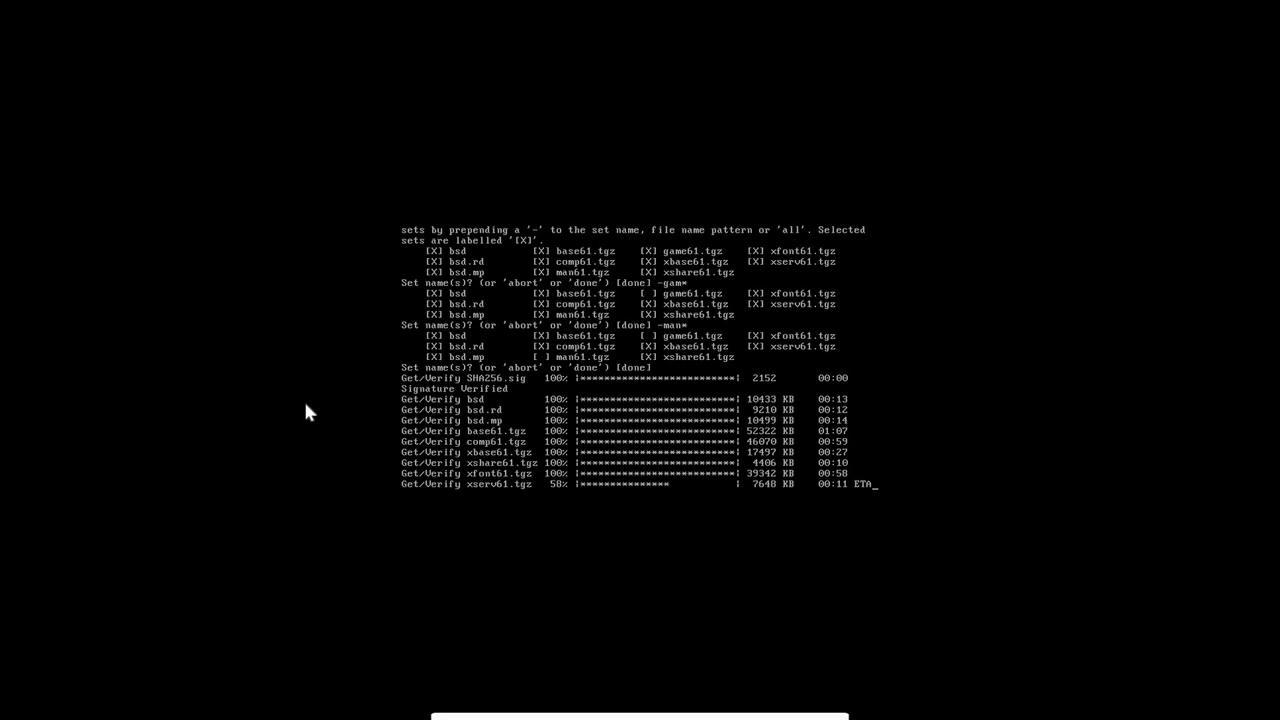 sets by prepending a '-' to the set name, file name pattern or 'all'. Selected
sets are labelled '[X]'.
[X] bsd [X] base61.tgz [X] game61.tgz [X] xfont61.tgz
[X] bsd.rd [X] comp61.tgz [X] xbase61.tgz [X] xserv61.tgz
[X] bsd.mp [X] man61.tgz [X] xshare61.tgz
Set name(s)? (or 'abort' or 'done') [done] -gam*
[X] bsd [X] base61.tgz [ ] game61.tgz [X] xfont61.tgz
[X] bsd.rd [X] comp61.tgz [X] xbase61.tgz [X] xserv61.tgz
[X] bsd.mp [X] man61.tgz [X] xshare61.tgz
Set name(s)? (or 'abort' or 'done') [done] -man*
[X] bsd [X] base61.tgz [ ] game61.tgz [X] xfont61.tgz
[X] bsd.rd [X] comp61.tgz [X] xbase61.tgz [X] xserv61.tgz
[X] bsd.mp [ ] man61.tgz [X] xshare61.tgz
Set name(s)? (or 'abort' or 'done') [done]
Get/Verify SHA256.sig 100% |**************************| 2152 00:00
Signature Verified
Get/Verify bsd 100% |**************************| 10433 KB 00:13
Get/Verify bsd.rd 100% |**************************| 9210 KB 00:12
Get/Verify bsd.mp 100% |**************************| 10499 KB 00:14
Get/Verify base61.tgz 100% |**************************| 52322 KB 01:07
Get/Verify comp61.tgz 100% |**************************| 46070 KB 00:59
Get/Verify xbase61.tgz 100% |**************************| 17497 KB 00:27
Get/Verify xshare61.tgz 100% |**************************| 4406 KB 00:10
Get/Verify xfont61.tgz 100% |**************************| 39342 KB 00:58
Get/Verify xserv61.tgz 58% |*************** | 7648 KB 00:11 ETA_